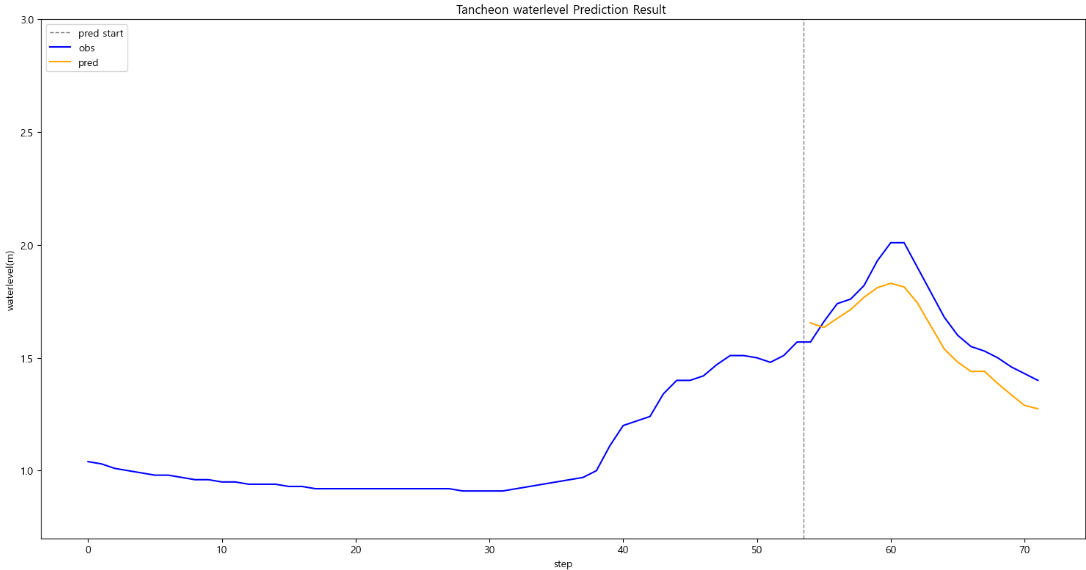 Tancheon waterlevel Prediction Result
pred start
obs
pred
waterlevel(m)
3.0
2.5
2.0
1.5
1.0
0 10 20 30 40 50 60 70
step